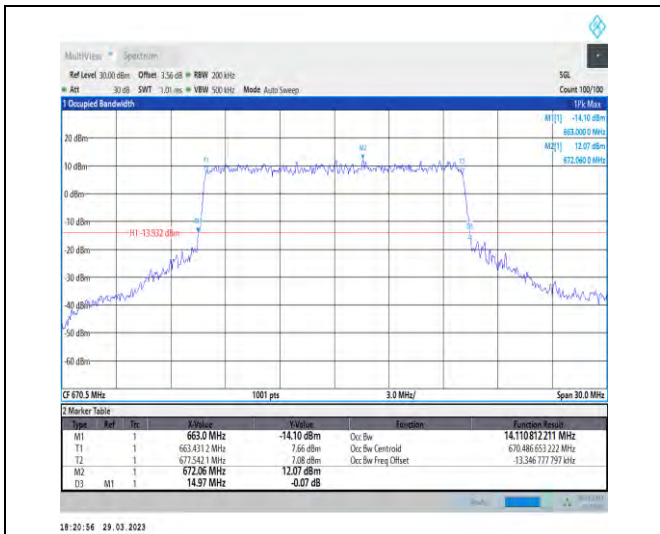 MultiView Spectrum
Ref Level 30.00 dBm Offset 3.56 dB RBW 200 kHz SGL
Att 30 dB SWT 1.01 ms VBW 500 kHz Mode Auto Sweep Count 100/100
1 Occupied Bandwidth 1Pk Max
M1[1] -14.10 dBm
663.000 0 MHz
M2[1] 12.07 dBm
672.060 0 MHz
20 dBm
10 dBm
0 dBm
-10 dBm
H1 -13.932 dBm
-20 dBm
-30 dBm
-40 dBm
-50 dBm
-60 dBm
T1
M2
T2
CF 670.5 MHz 1001 pts 3.0 MHz/ Span 30.0 MHz
2 Marker Table
Type Ref Trc X-Value Y-Value Function Function Result
M1 1 663.0 MHz -14.10 dBm Occ Bw 14.110 812 211 MHz
T1 1 663.431 2 MHz 7.66 dBm Occ Bw Centroid 670.486 653 222 MHz
T2 1 677.542 1 MHz 7.08 dBm Occ Bw Freq Offset -13.346 777 797 kHz
M2 1 672.06 MHz 12.07 dBm
D3 M1 1 14.97 MHz -0.07 dB
18:20:56 29.03.2023